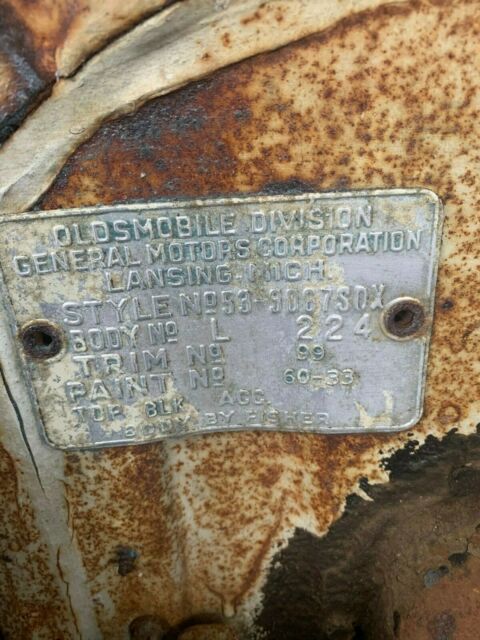 OLDSMOBILE DIVISION
GENERAL MOTORS CORPORATION
LANSING, MICH
STYLE Nº 53-3067SDX
BODY Nº L 224
TRIM Nº 99
PAINT Nº 60-33
TOP BLK ACC.
BODY BY FISHER